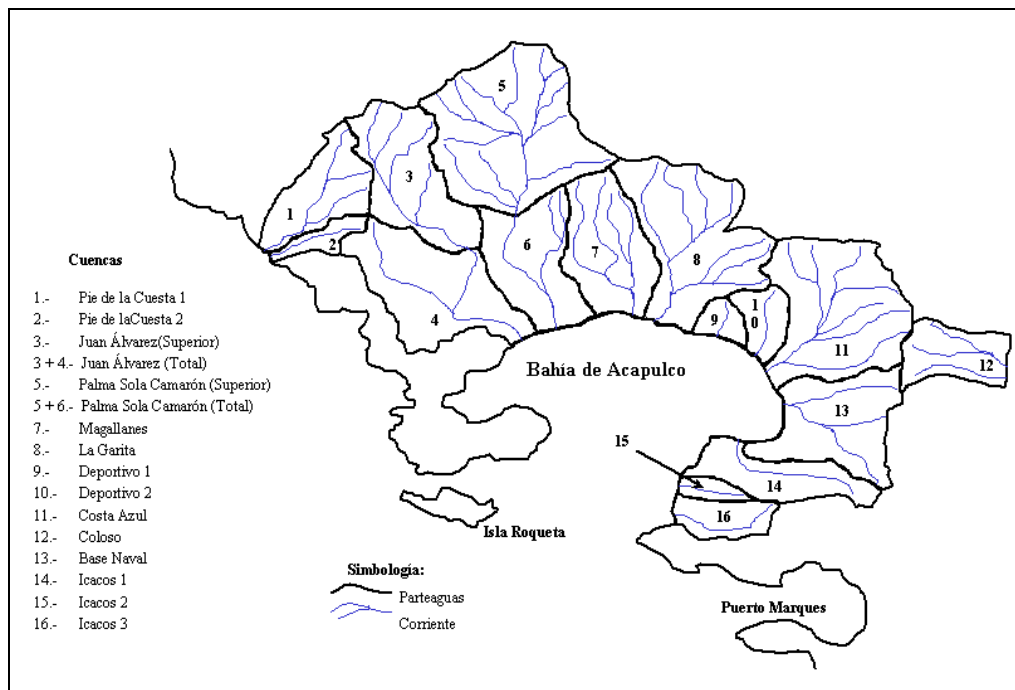 5
3
1
2
6
7
8
10
9
4
11
12
13
14
15
16
Bahía de Acapulco
Isla Roqueta
Puerto Marques
Cuencas
1.- Pie de la Cuesta 1
2.- Pie de laCuesta 2
3.- Juan Álvarez(Superior)
3 + 4.- Juan Álvarez (Total)
5.- Palma Sola Camarón (Superior)
5 + 6.- Palma Sola Camarón (Total)
7.- Magallanes
8.- La Garita
9.- Deportivo 1
10.- Deportivo 2
11.- Costa Azul
12.- Coloso
13.- Base Naval
14.- Icacos 1
15.- Icacos 2
16.- Icacos 3
Simbología:
Parteaguas
Corriente